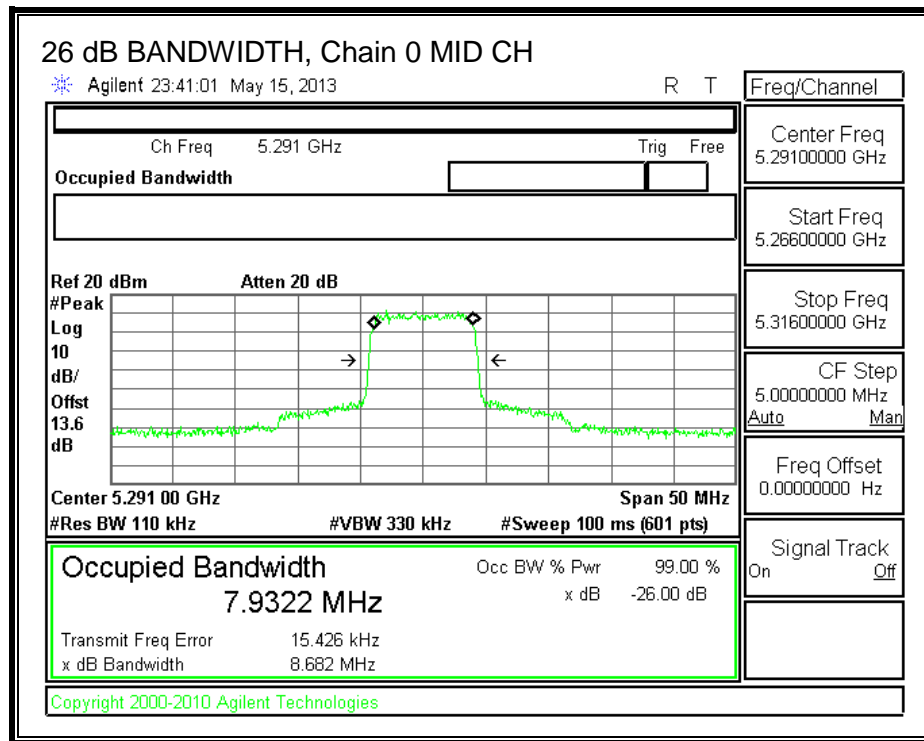 26 dB BANDWIDTH, Chain 0 MID CH
Agilent 23:41:01 May 15, 2013 R T
Freq/Channel
Ch Freq 5.291 GHz Trig Free
Occupied Bandwidth
Center Freq
5.29100000 GHz
Start Freq
5.26600000 GHz
Stop Freq
5.31600000 GHz
CF Step
5.00000000 MHz
Auto Man
Freq Offset
0.00000000 Hz
Signal Track
On Off
Ref 20 dBm Atten 20 dB
#Peak
Log
10
dB/
Offst
13.6
dB
Center 5.291 00 GHz Span 50 MHz
#Res BW 110 kHz #VBW 330 kHz #Sweep 100 ms (601 pts)
Occupied Bandwidth Occ BW % Pwr 99.00 %
7.9322 MHz x dB -26.00 dB
Transmit Freq Error 15.426 kHz
x dB Bandwidth 8.682 MHz
Copyright 2000-2010 Agilent Technologies